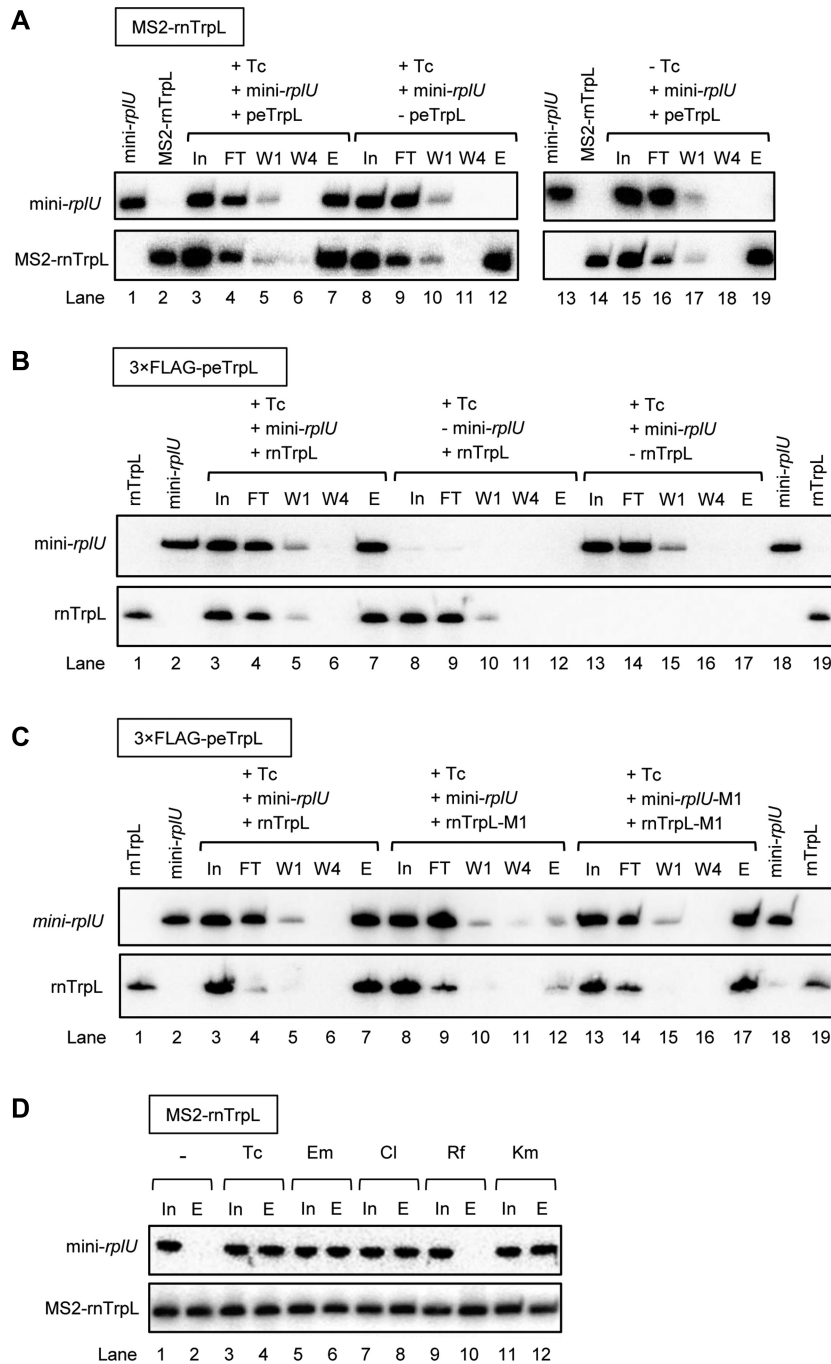 A
MS2-rnTrpL
mini-rplU
MS2-rnTrpL
+ Tc
+ mini-rplU
+ peTrpL
+ Tc
+ mini-rplU
- peTrpL
mini-rplU
MS2-rnTrpL
- Tc
+ mini-rplU
+ peTrpL
In FT W1 W4 E In FT W1 W4 E In FT W1 W4 E
mini-rplU
MS2-rnTrpL
Lane 1 2 3 4 5 6 7 8 9 10 11 12 13 14 15 16 17 18 19
B
3×FLAG-peTrpL
rnTrpL
mini-rplU
+ Tc
+ mini-rplU
+ rnTrpL
+ Tc
- mini-rplU
+ rnTrpL
+ Tc
+ mini-rplU
- rnTrpL
mini-rplU
rnTrpL
In FT W1 W4 E In FT W1 W4 E In FT W1 W4 E
mini-rplU
rnTrpL
Lane 1 2 3 4 5 6 7 8 9 10 11 12 13 14 15 16 17 18 19
C
3×FLAG-peTrpL
rnTrpL
mini-rplU
+ Tc
+ mini-rplU
+ rnTrpL
+ Tc
+ mini-rplU
+ rnTrpL-M1
+ Tc
+ mini-rplU-M1
+ rnTrpL-M1
mini-rplU
rnTrpL
In FT W1 W4 E In FT W1 W4 E In FT W1 W4 E
mini-rplU
rnTrpL
Lane 1 2 3 4 5 6 7 8 9 10 11 12 13 14 15 16 17 18 19
D
MS2-rnTrpL
- Tc Em Cl Rf Km
In E In E In E In E In E In E
mini-rplU
MS2-rnTrpL
Lane 1 2 3 4 5 6 7 8 9 10 11 12